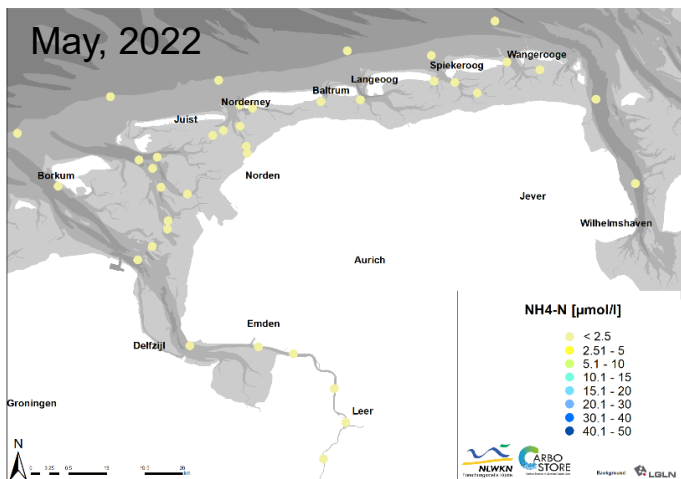 May, 2022
Wangerooge
Spiekeroog
Langeoog
Baltrum
Norderney
Juist
Borkum
Norden
Jever
Wilhelmshaven
Aurich
Emden
Delfzijl
Groningen
Leer
NH4-N [µmol/l]
< 2.5
2.51 - 5
5.1 - 10
10.1 - 15
15.1 - 20
20.1 - 30
30.1 - 40
40.1 - 50
N
NLWKN
CARBO
STORE
Background
LGLN